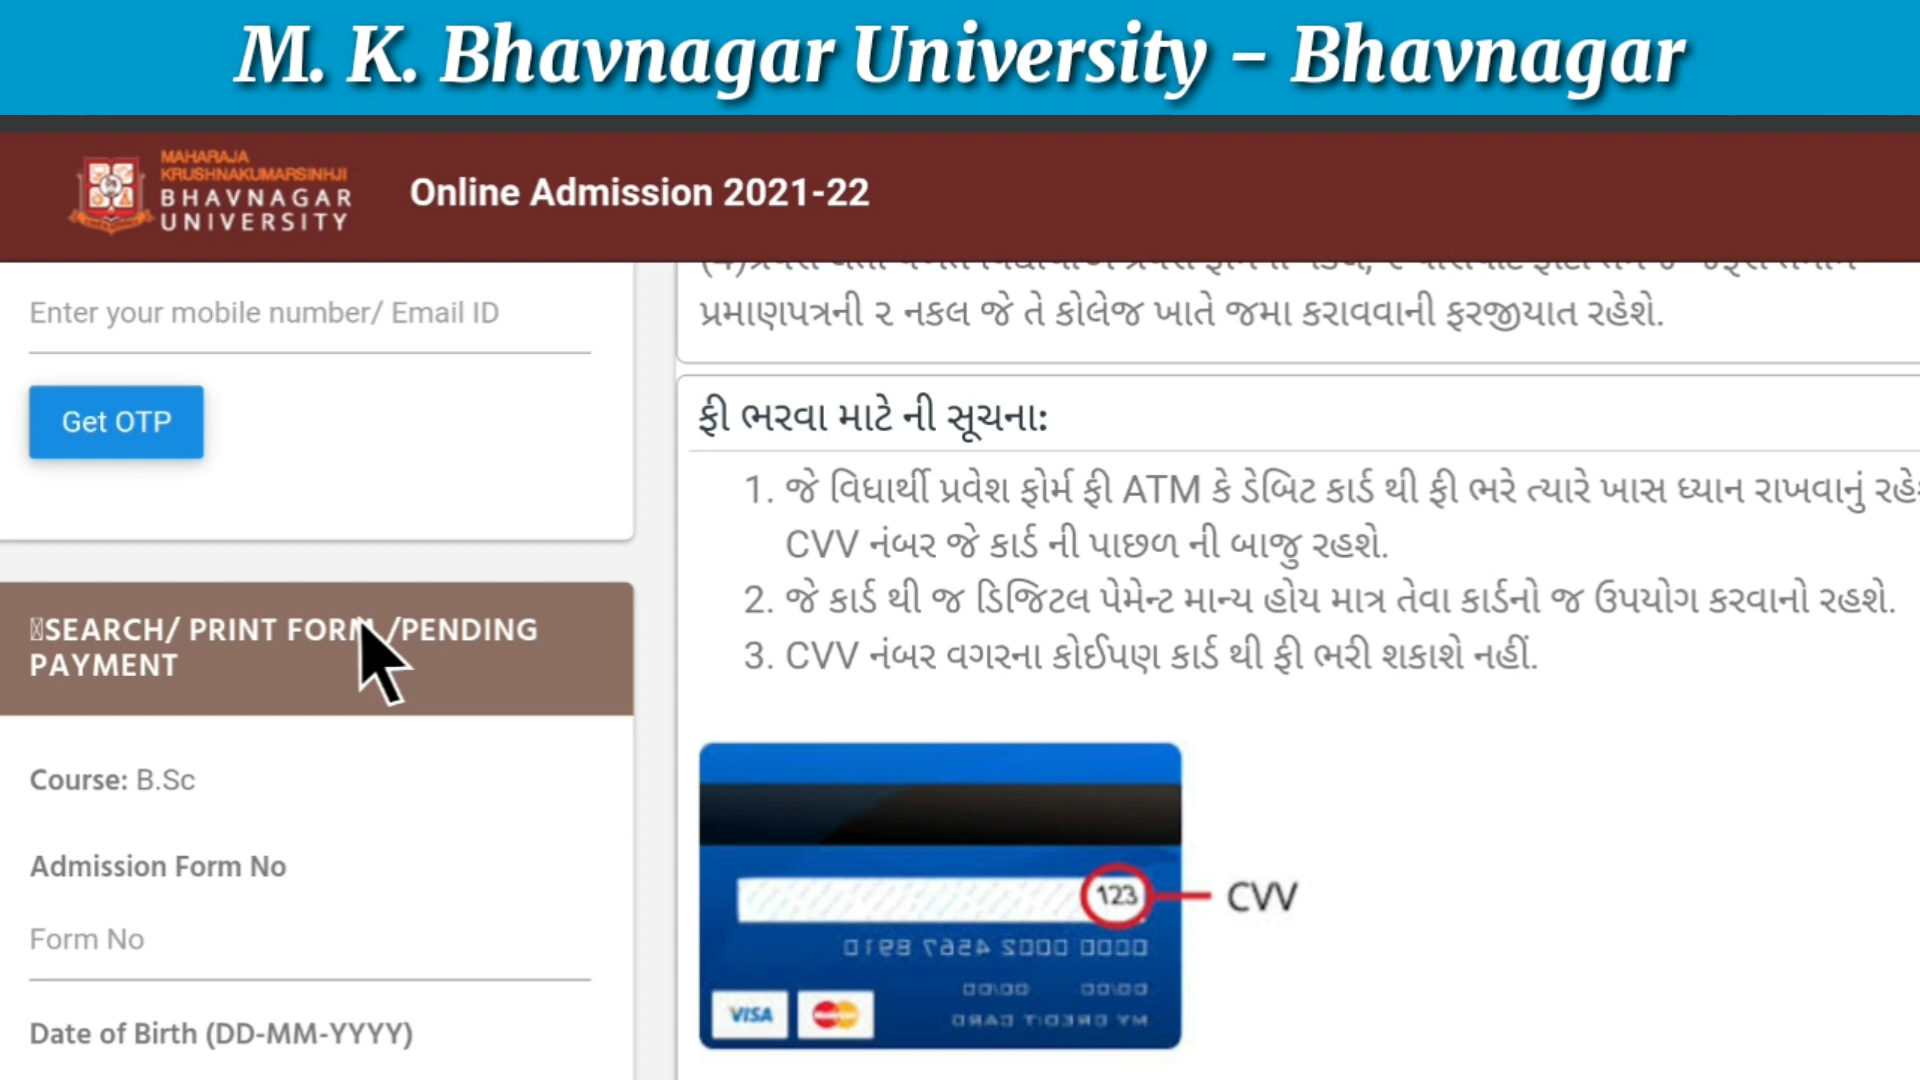 M. K. Bhavnagar University – Bhavnagar
MAHARAJA
KRUSHNAKUMARSINHJI
BHAVNAGAR
UNIVERSITY
Online Admission 2021-22
Enter your mobile number/ Email ID
Get OTP
SEARCH/ PRINT FORM /PENDING
PAYMENT
Course: B.Sc
Admission Form No
Form No
Date of Birth (DD-MM-YYYY)
પ્રમાણપત્રની ૨ નકલ જે તે કોલેજ ખાતે જમા કરાવવાની ફરજીયાત રહેશે.
ફી ભરવા માટે ની સૂચના:
1. જે વિધાર્થી પ્રવેશ ફોર્મ ફી ATM કે ડેબિટ કાર્ડ થી ફી ભરે ત્યારે ખાસ ધ્યાન રાખવાનું
CVV નંબર જે કાર્ડ ની પાછળ ની બાજુ રહશે.
2. જે કાર્ડ થી જ ડિજિટલ પેમેન્ટ માન્ય હોય માત્ર તેવા કાર્ડનો જ ઉપયોગ કરવાનો રહશે.
3. CVV નંબર વગરના કોઈપણ કાર્ડ થી ફી ભરી શકાશે નહીં.
123
CVV
VISA